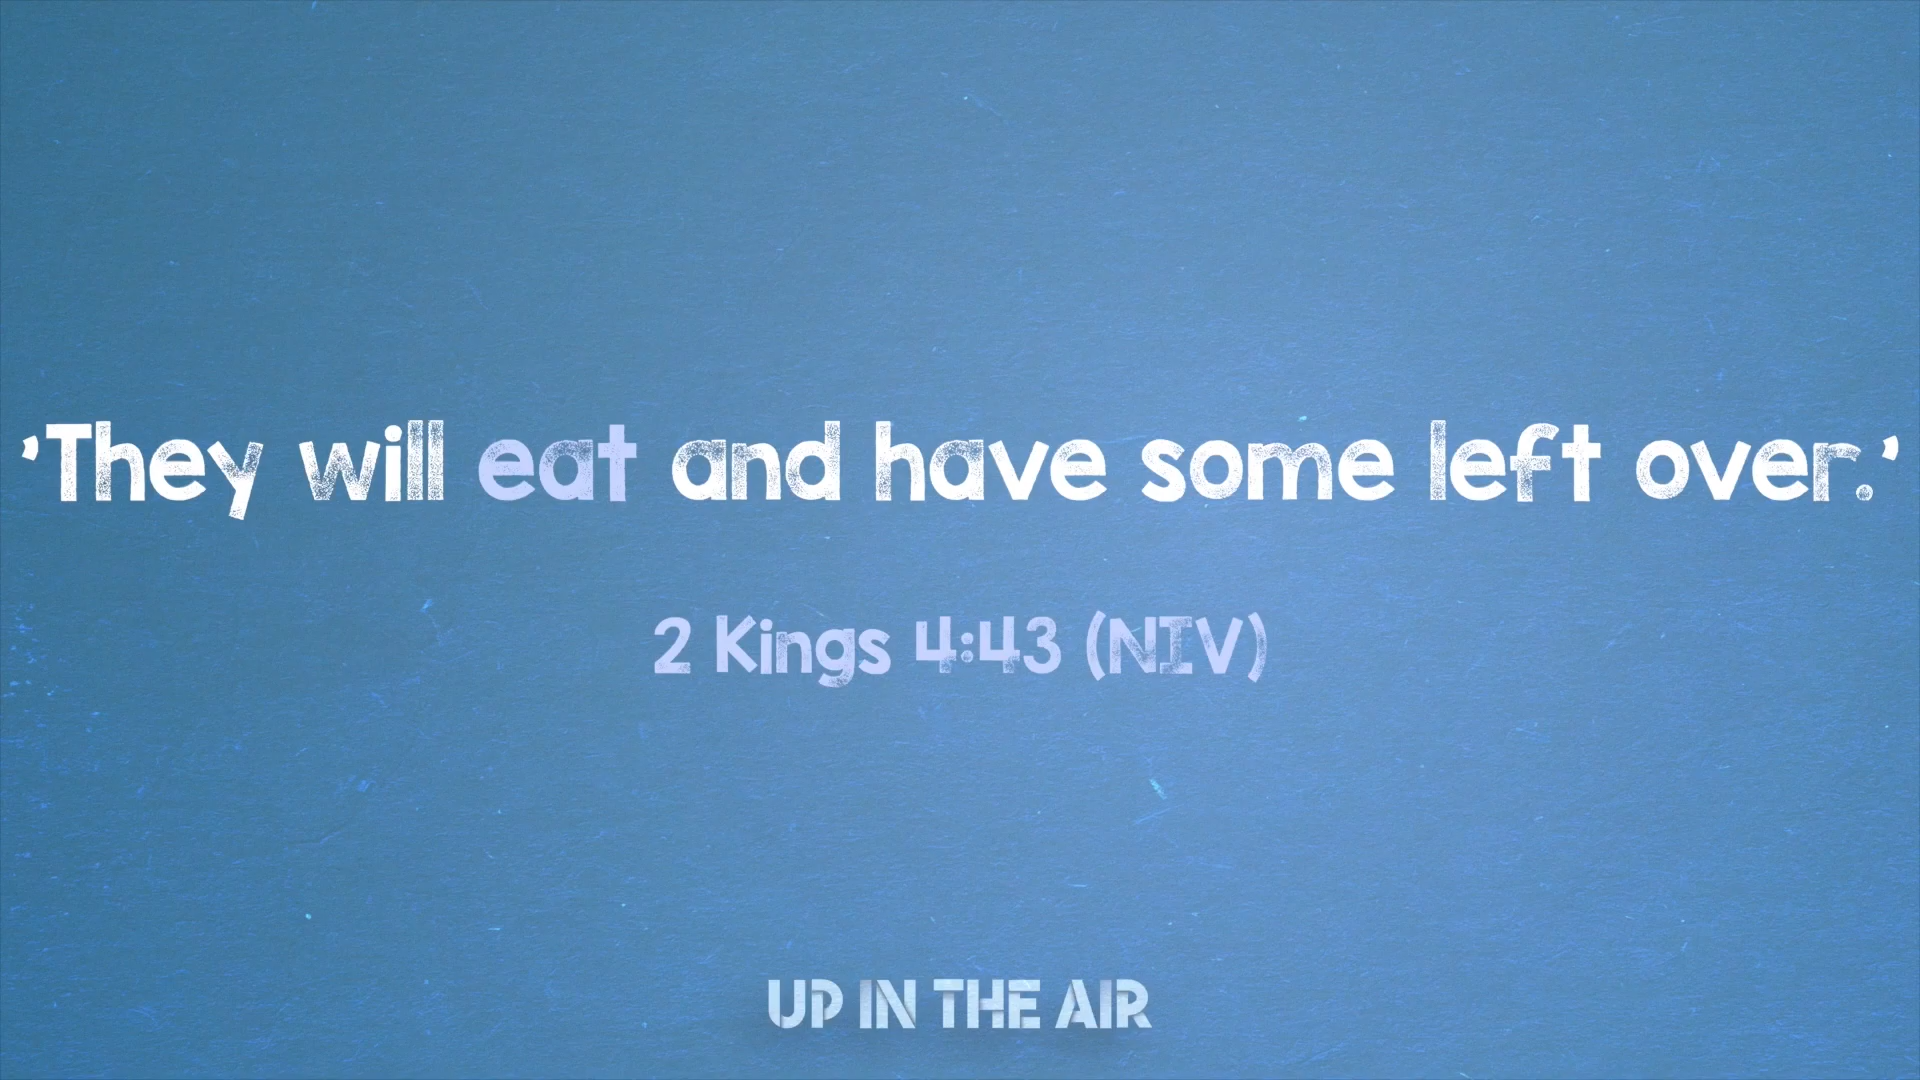 'They will eat and have some left over.'
2 Kings 4:43 (NIV)
UP IN THE AIR